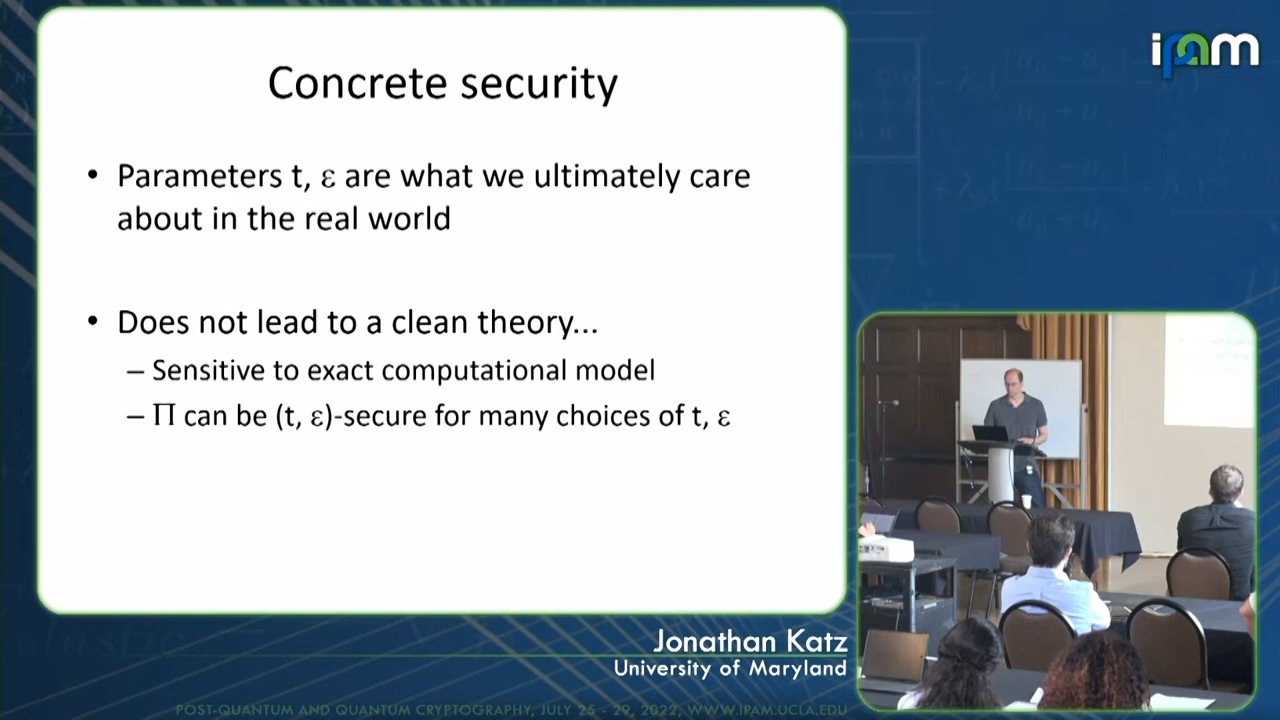 Concrete security
• Parameters t, ε are what we ultimately care
about in the real world
• Does not lead to a clean theory...
– Sensitive to exact computational model
– Π can be (t, ε)-secure for many choices of t, ε
ipam
Jonathan Katz
University of Maryland
POST-QUANTUM AND QUANTUM CRYPTOGRAPHY, JULY 25 - 29, 2022, WWW.IPAM.UCLA.EDU